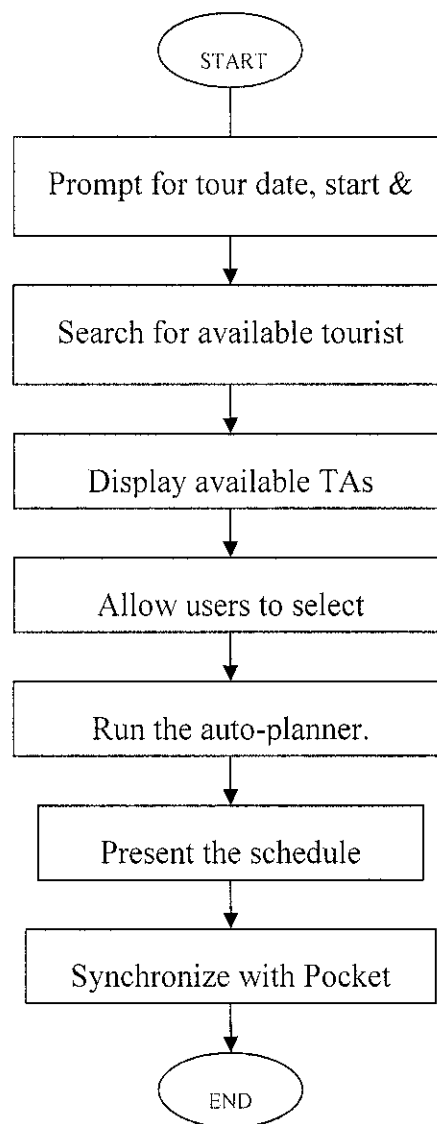 START
Prompt for tour date, start &
Search for available tourist
Display available TAs
Allow users to select
Run the auto-planner.
Present the schedule
Synchronize with Pocket
END